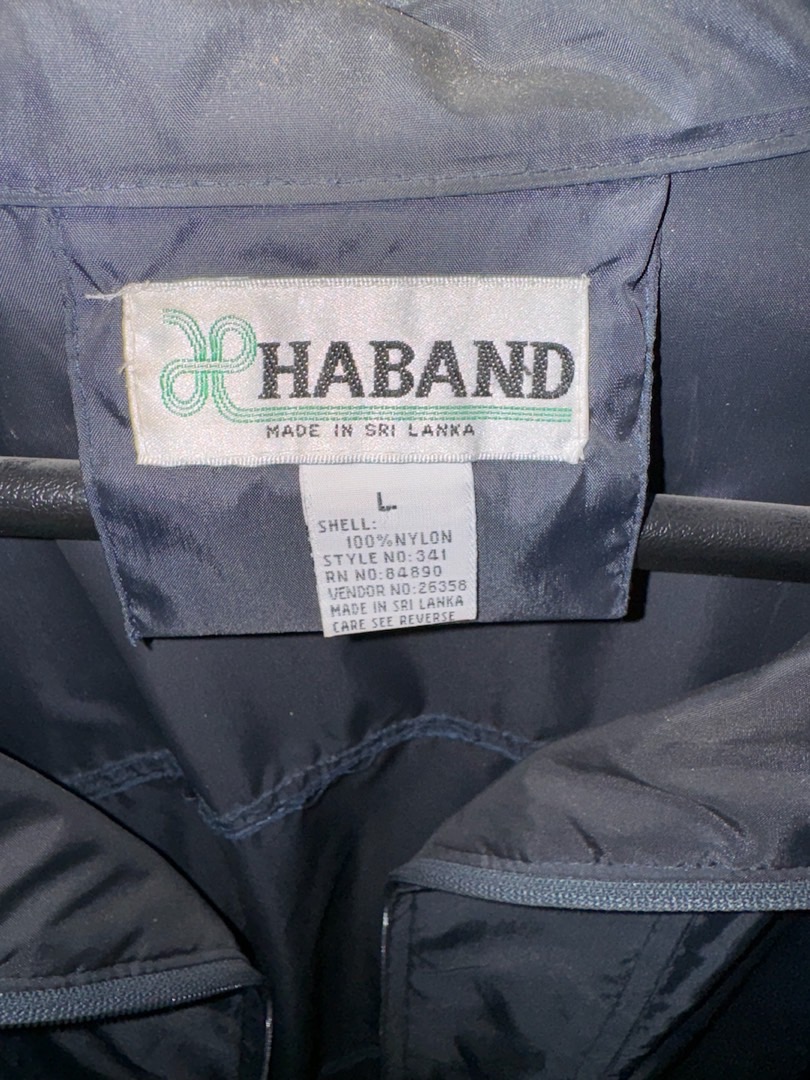 HABAND
MADE IN SRI LANKA
L
SHELL:
100%NYLON
STYLE NO:341
RN NO:84890
VENDOR NO:26358
MADE IN SRI LANKA
CARE SEE REVERSE